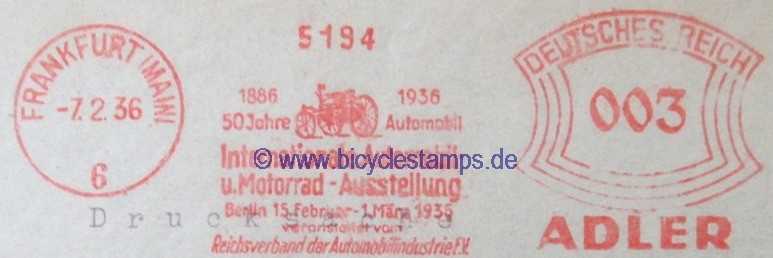 5194
FRANKFURT (MAIN)
-7.2.36
6
1886 1936
50 Jahre Automobil
Internationale Automobil
u. Motorrad-Ausstellung
Berlin 15. Februar-1. März 1936
veranstaltet vom
Reichsverband der Automobilindustrie E.V.
DEUTSCHES REICH
003
ADLER
Drucksache
© www.bicyclestamps.de